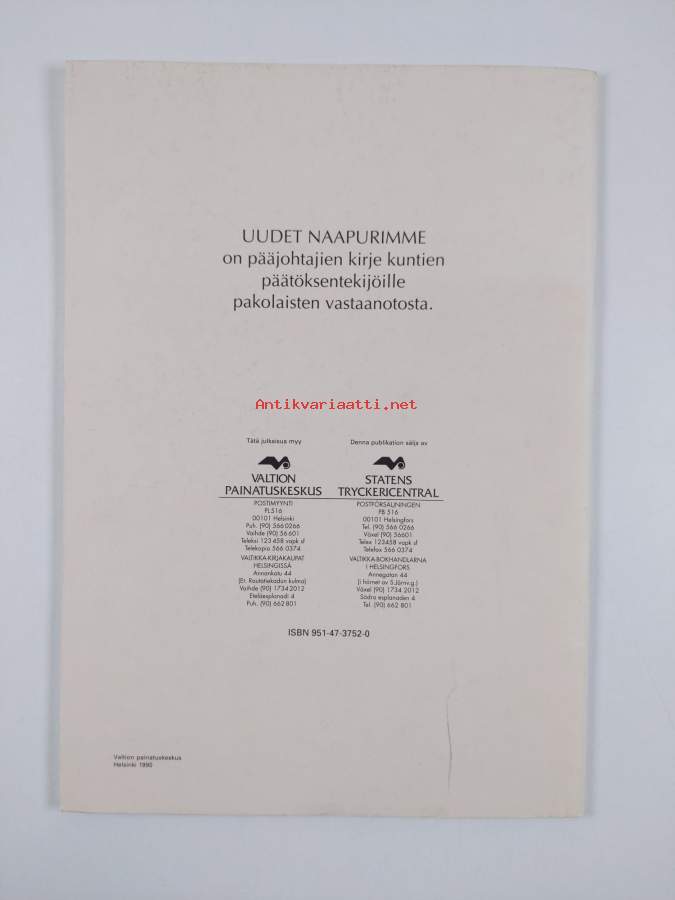 UUDET NAAPURIMME
on pääjohtajien kirje kuntien
päätöksentekijöille
pakolaisten vastaanotosta.
Antikvariaatti.net
Tätä julkaisua myy
VALTION
PAINATUSKESKUS
POSTIMYYNTI
PL516
00101 Helsinki
Puh. (90) 566 0266
Vaihde (90) 56 601
Teleksi 123 458 vapk sf
Telekopio 566 0374
VALTIKKA-KIRJAKAUPAT
HELSINGISSÄ
Annankatu 44
(Et. Rautatiekadun kulma)
Vaihde (90) 1734 2012
Eteläesplanadi 4
Puh. (90) 662 801
Denna publikation säljs av
STATENS
TRYCKERICENTRAL
POSTFÖRSÄLJNINGEN
PB 516
00101 Helsingfors
Tel. (90) 566 0266
Växel (90) 56601
Telex 123458 vapk sf
Telefax 566 0374
VALTIKKA-BOKHANDLARNA
I HELSINGFORS
Annegatan 44
(i hörnet av S.Järnv.g.)
Växel (90) 1734 2012
Södra esplanaden 4
Tel. (90) 662 801
ISBN 951-47-3752-0
Valtion painatuskeskus
Helsinki 1990